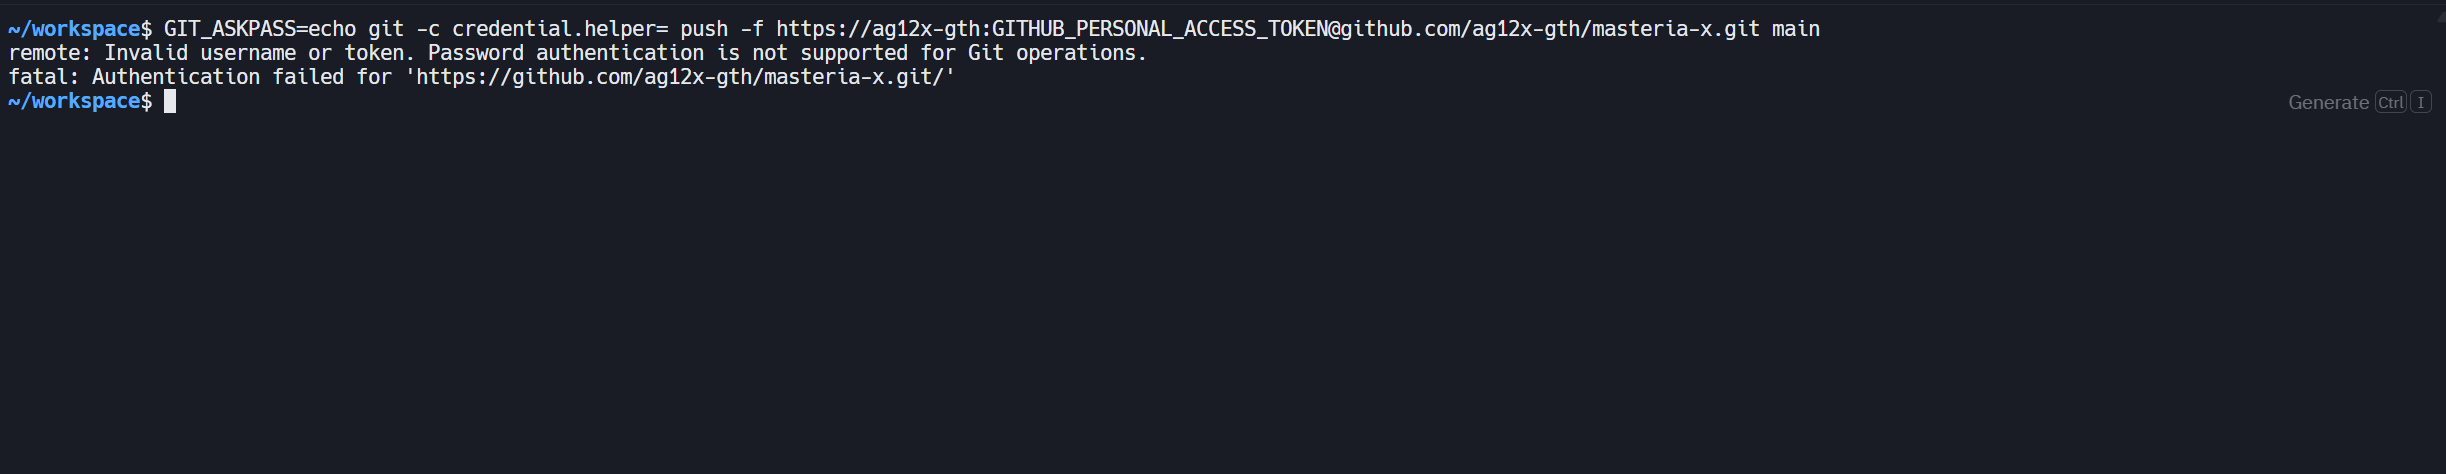 ~/workspace$ GIT_ASKPASS=echo git -c credential.helper= push -f https://ag12x-gth:GITHUB_PERSONAL_ACCESS_TOKEN@github.com/ag12x-gth/masteria-x.git main
remote: Invalid username or token. Password authentication is not supported for Git operations.
fatal: Authentication failed for 'https://github.com/ag12x-gth/masteria-x.git/'
~/workspace$
Generate Ctrl I